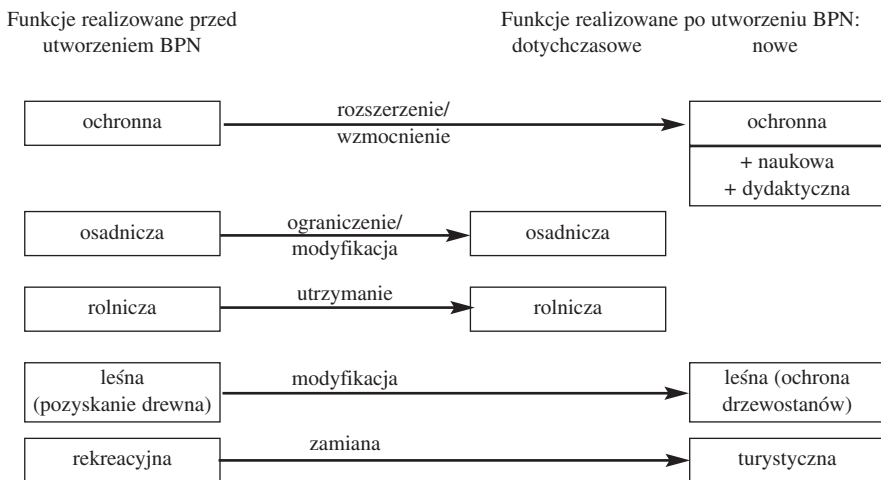 Funkcje realizowane przed
utworzeniem BPN
Funkcje realizowane po utworzeniu BPN:
dotychczasowe nowe
ochronna
rozszerzenie/
wzmocnienie
ochronna
+ naukowa
+ dydaktyczna
osadnicza
ograniczenie/
modyfikacja
osadnicza
rolnicza
utrzymanie
rolnicza
leśna
(pozyskanie drewna)
modyfikacja
leśna (ochrona
drzewostanów)
rekreacyjna
zamiana
turystyczna